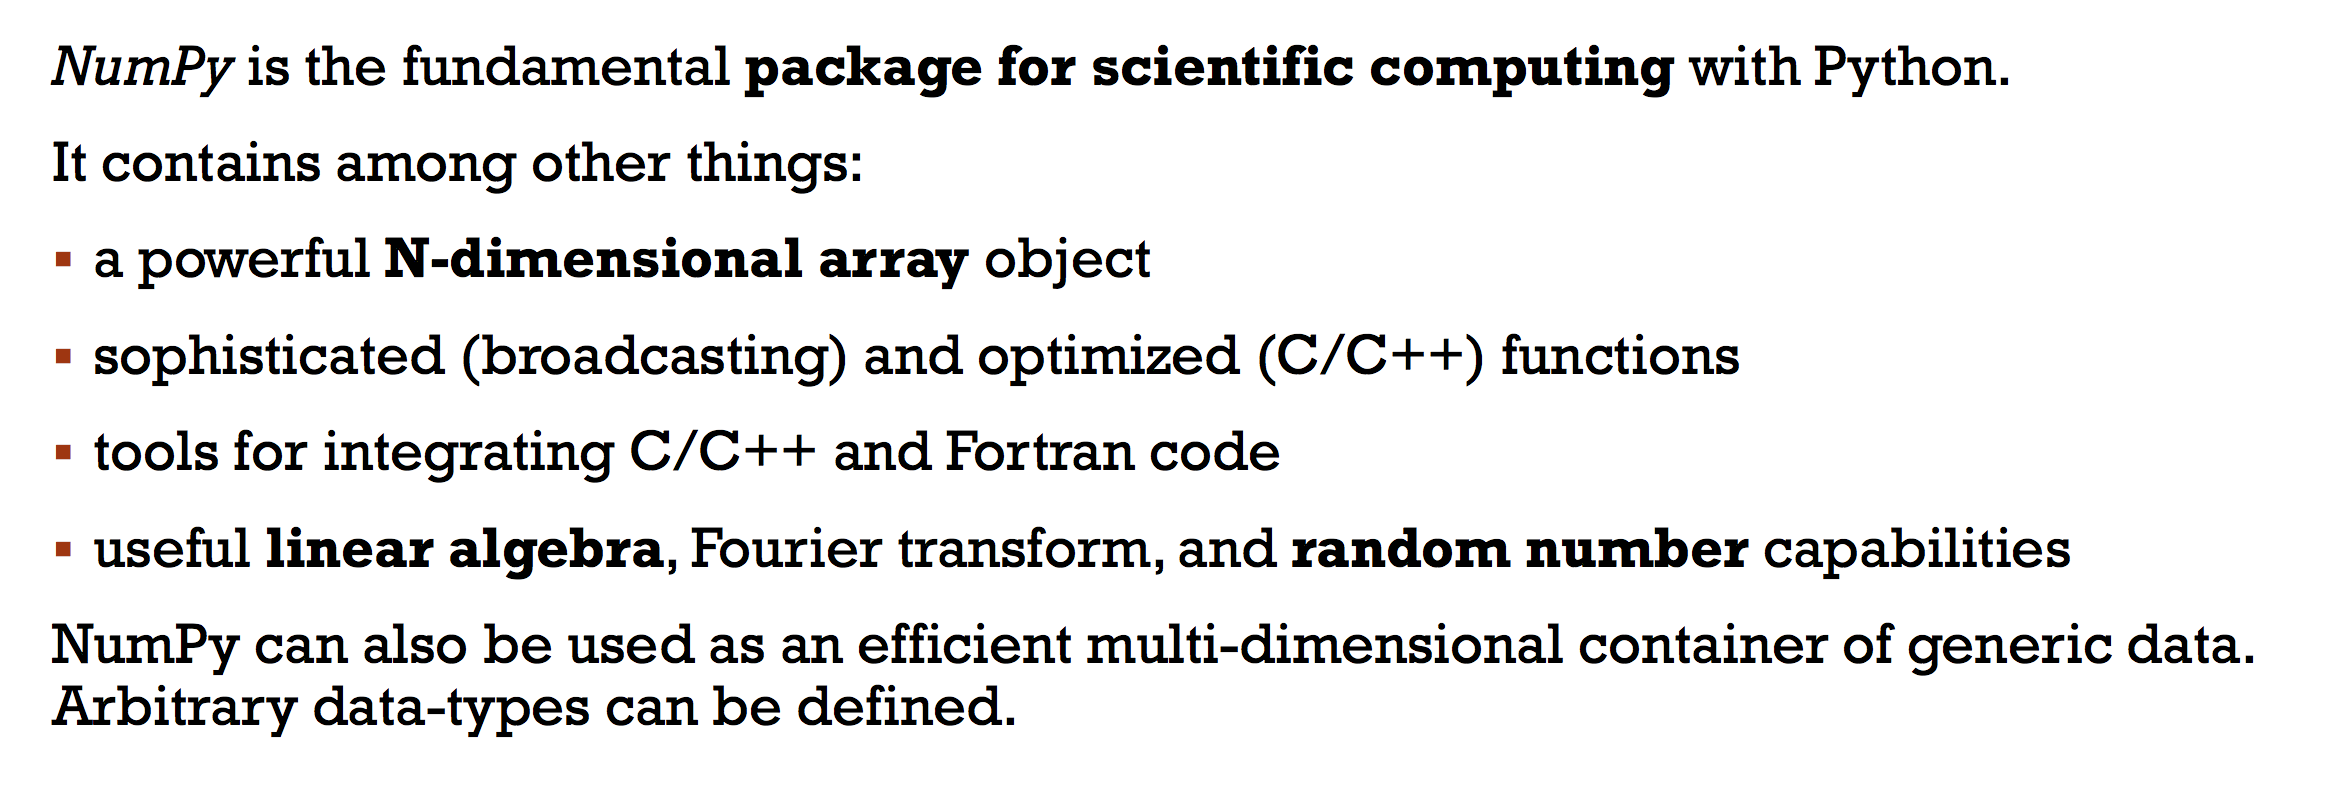 NumPy is the fundamental package for scientific computing with Python.
It contains among other things:
▪ a powerful N-dimensional array object
▪ sophisticated (broadcasting) and optimized (C/C++) functions
▪ tools for integrating C/C++ and Fortran code
▪ useful linear algebra, Fourier transform, and random number capabilities
NumPy can also be used as an efficient multi-dimensional container of generic data.
Arbitrary data-types can be defined.